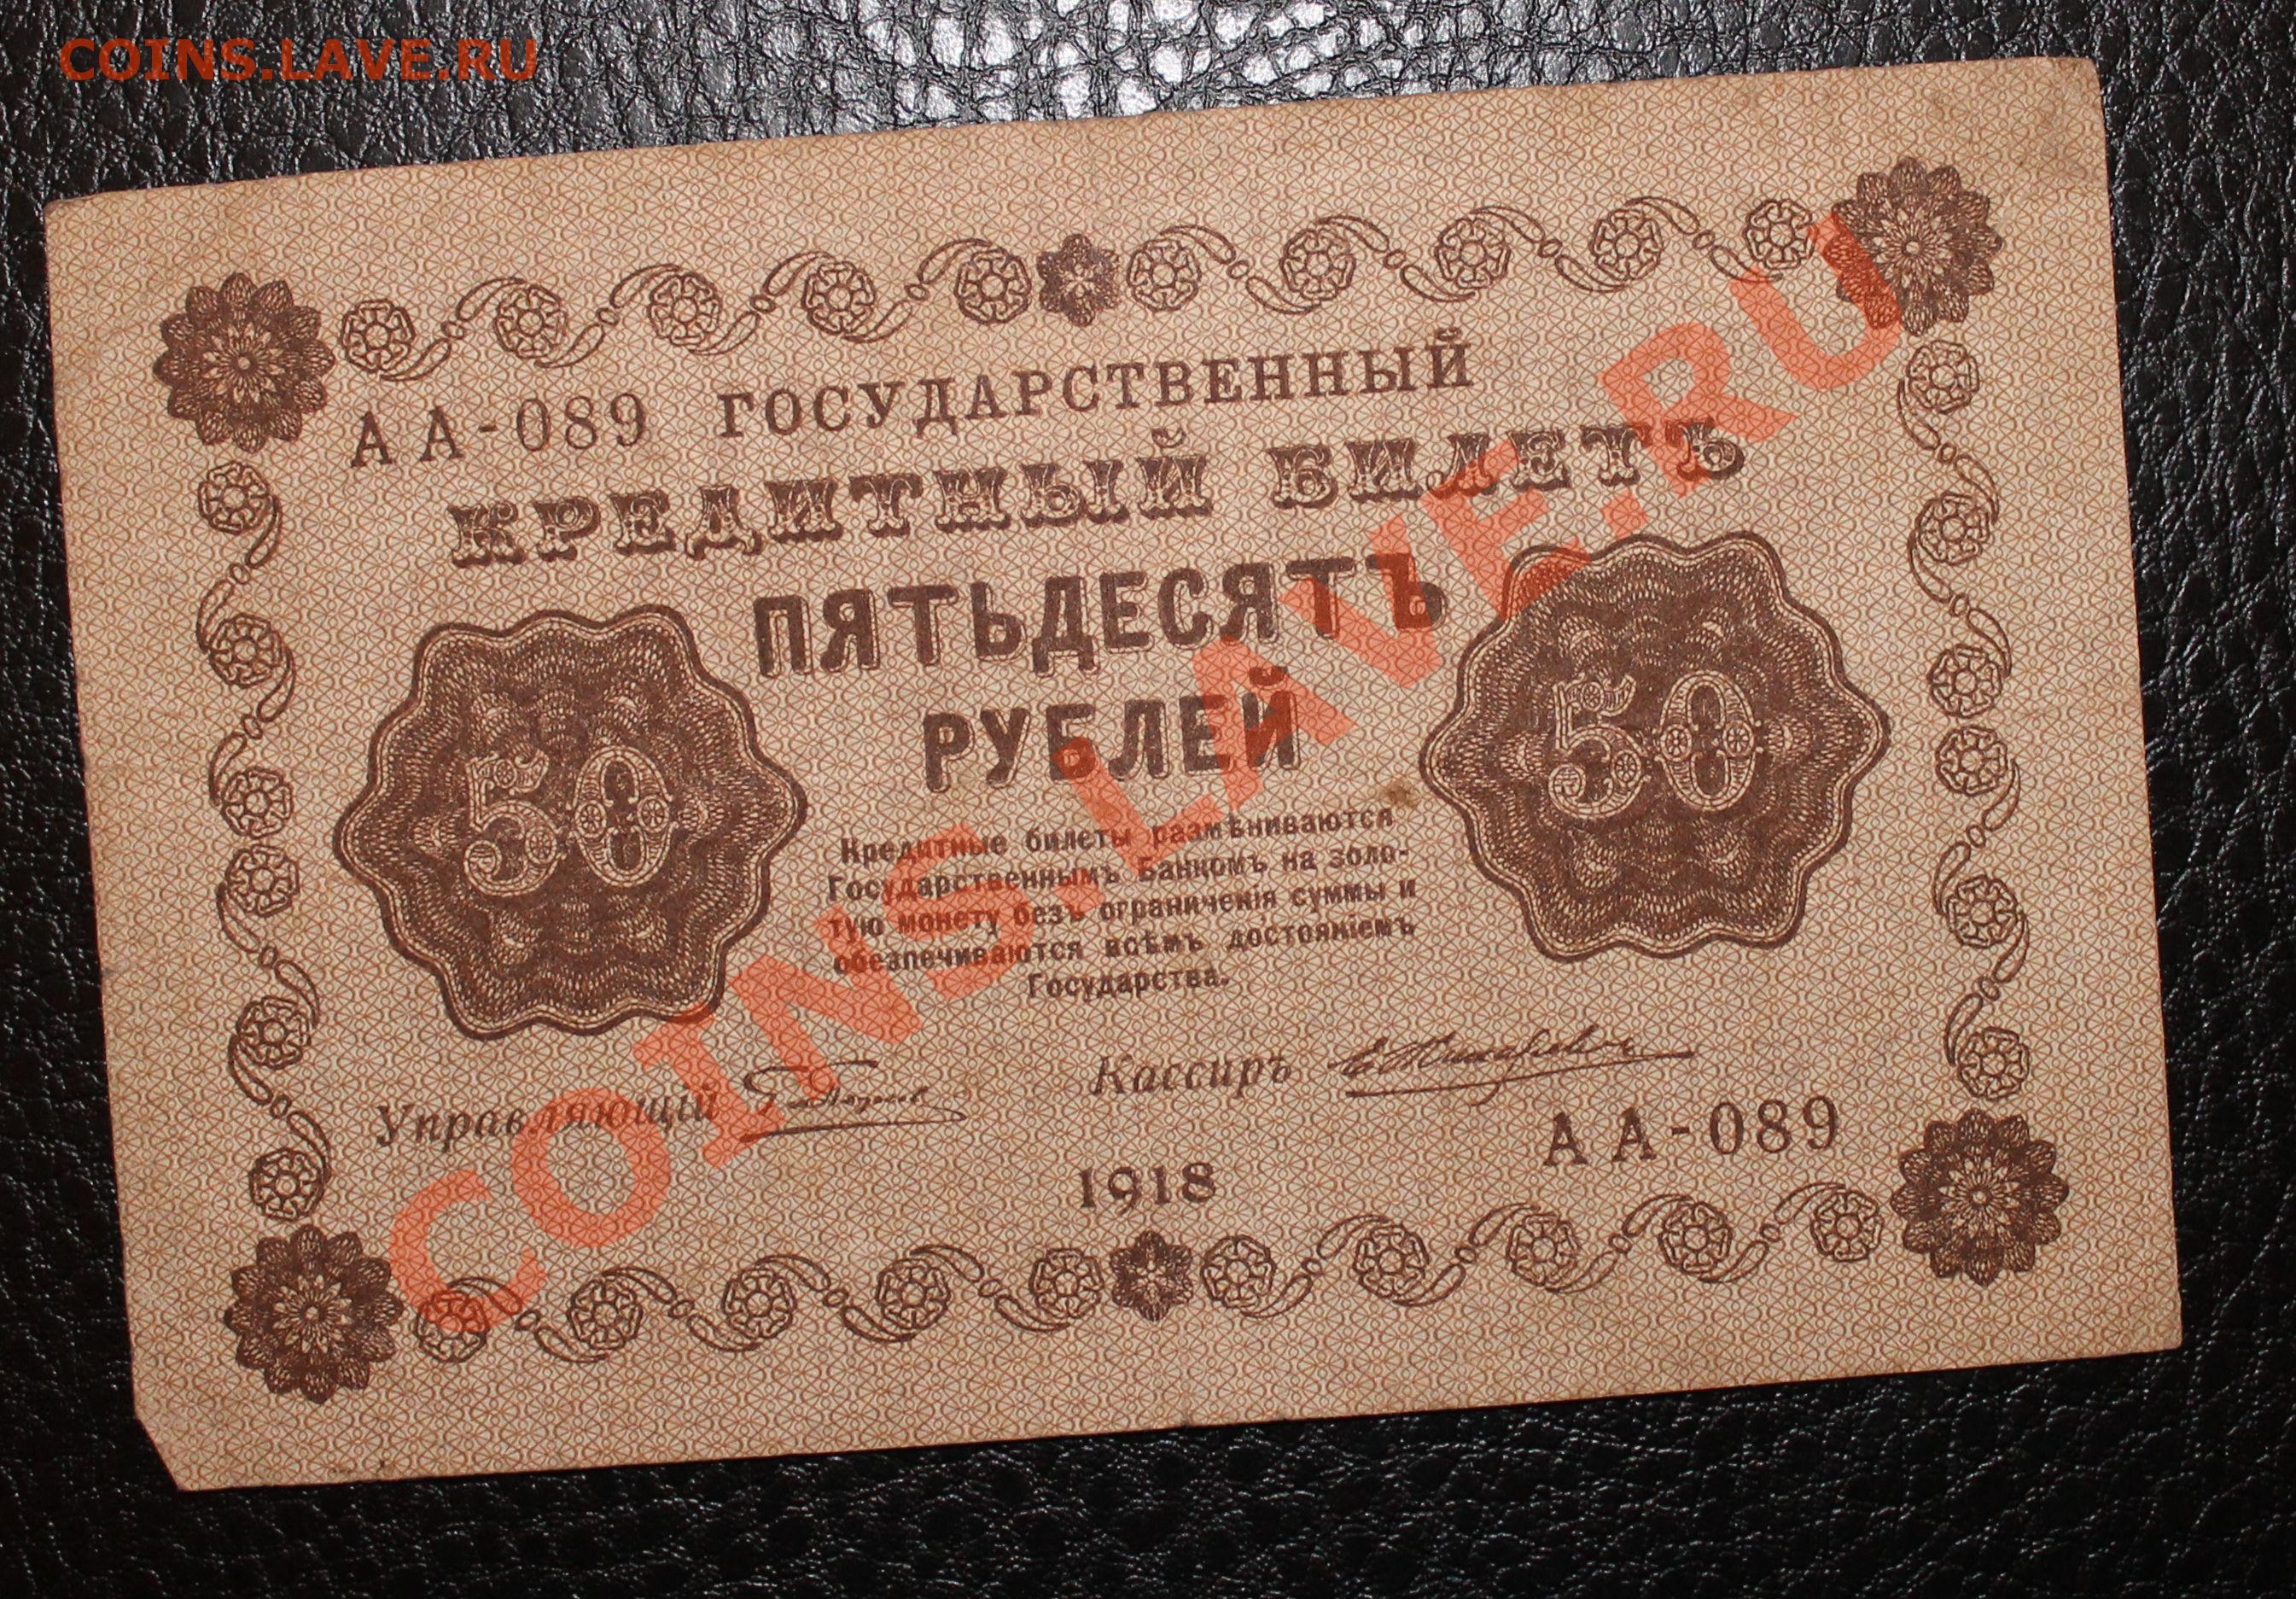 COINS.LAVE.RU
АА-089 ГОСУДАРСТВЕННЫЙ
КРЕДИТНЫЙ БИЛЕТЪ
ПЯТЬДЕСЯТЪ
РУБЛЕЙ
50
50
Кредитные билеты размѣниваются
Государственнымъ Банкомъ на золо-
тую монету безъ ограниченія суммы и
обезпечиваются всѣмъ достояніемъ
Государства.
Управляющій
Кассиръ
АА-089
1918
COINS.LAVE.RU